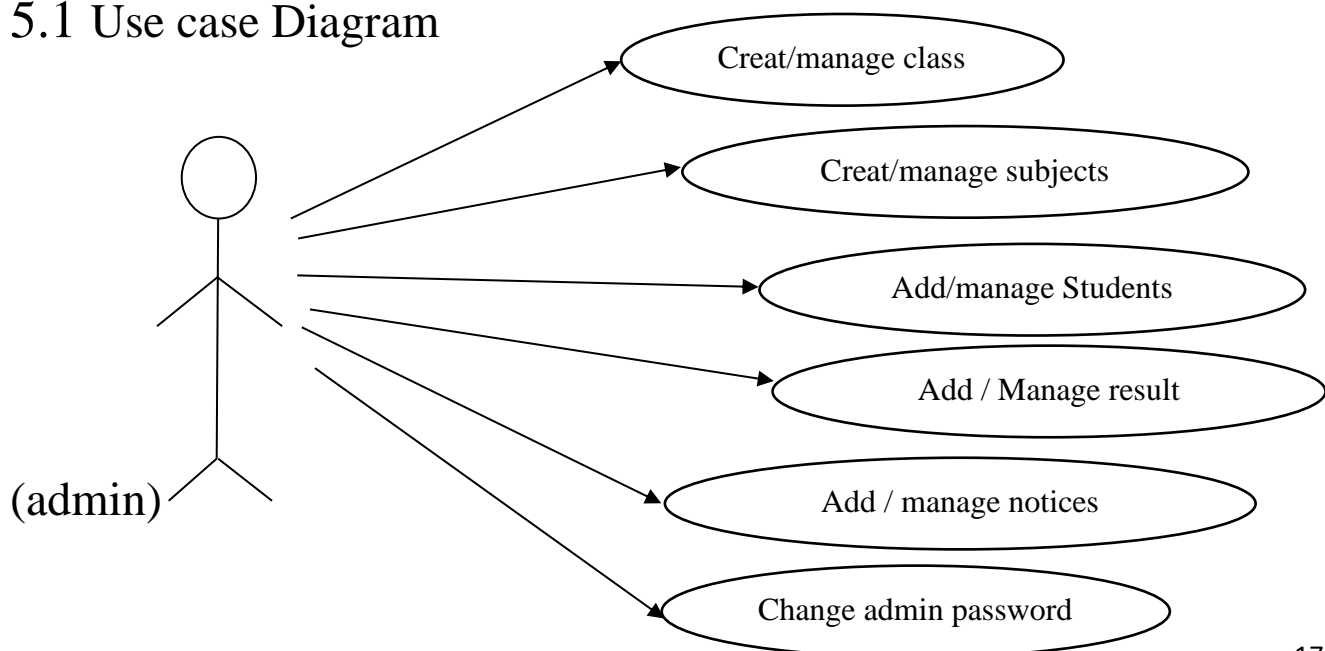 5.1 Use case Diagram
Creat/manage class
Creat/manage subjects
Add/manage Students
Add / Manage result
(admin)
Add / manage notices
Change admin password
17